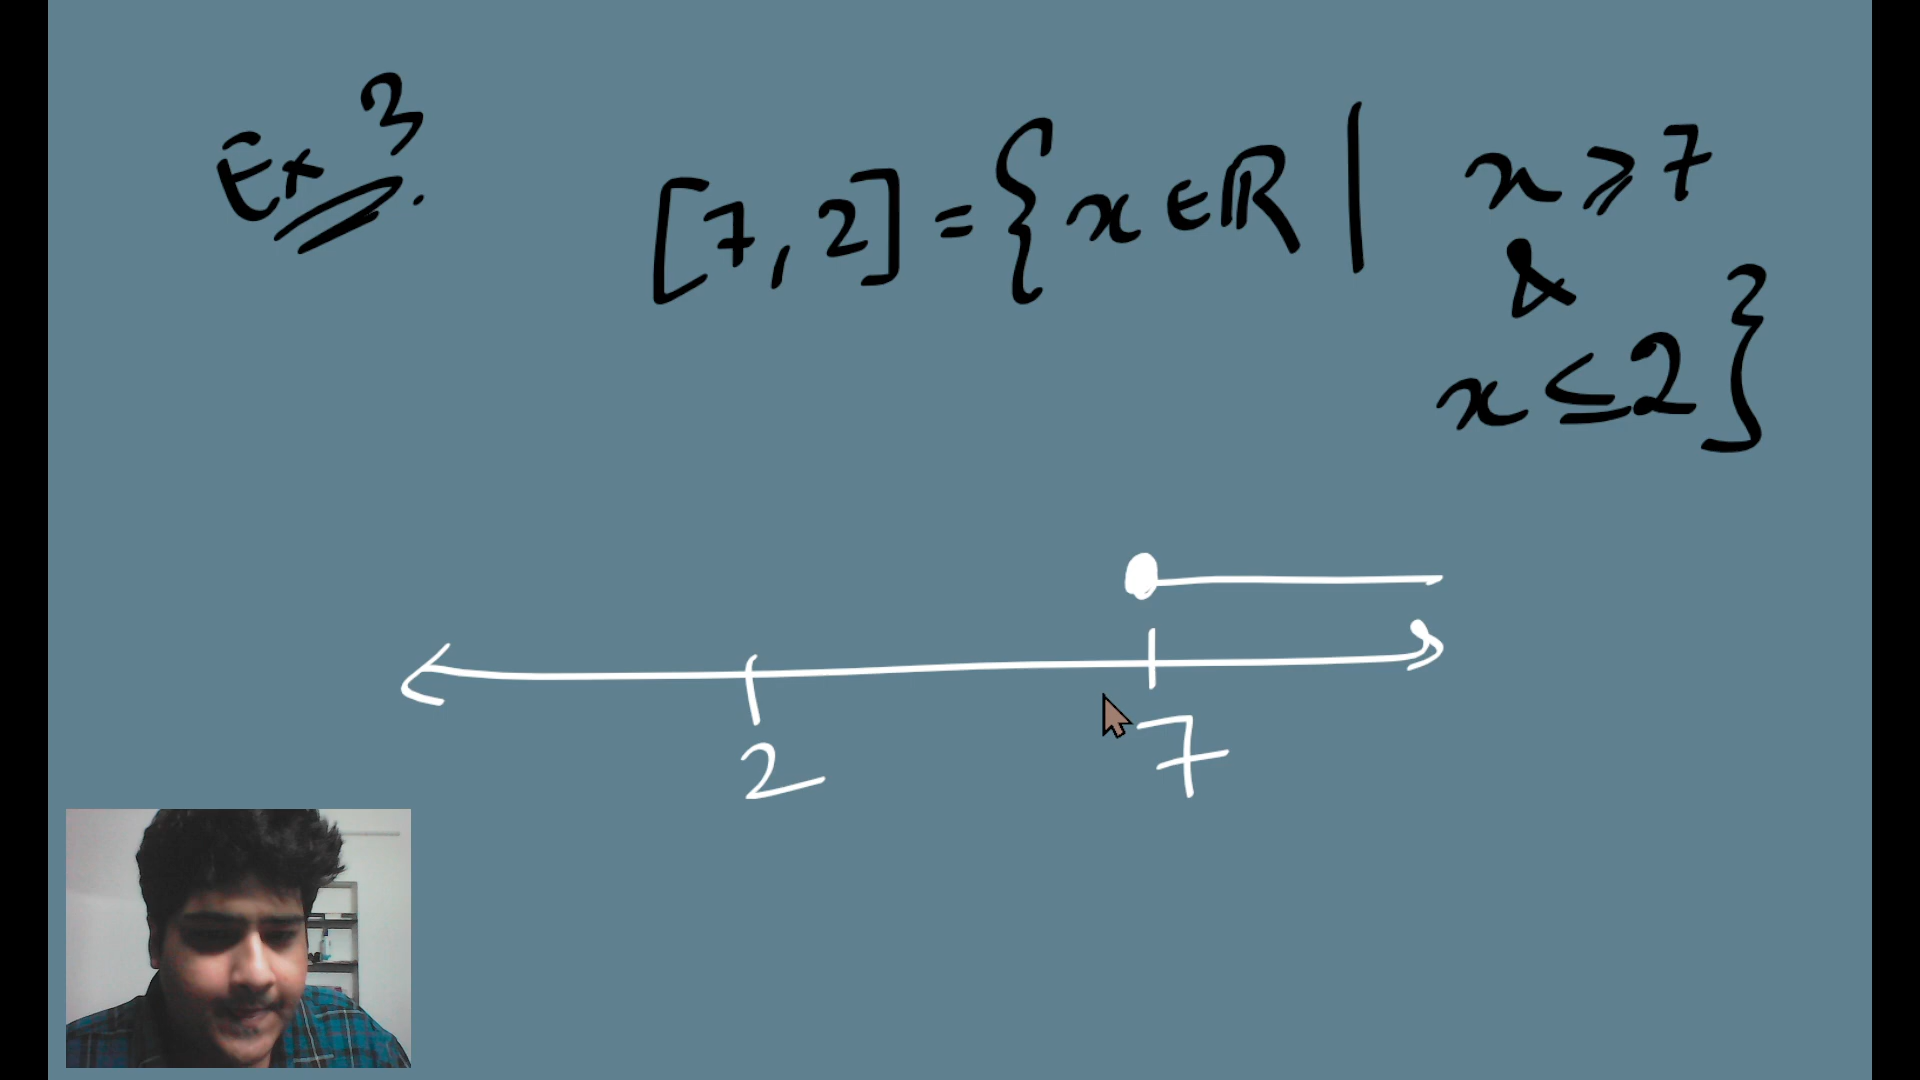 Ex 3.
[7, 2] = { x ∈ ℝ | x ⩾ 7
&
x ≤ 2 }
2 7